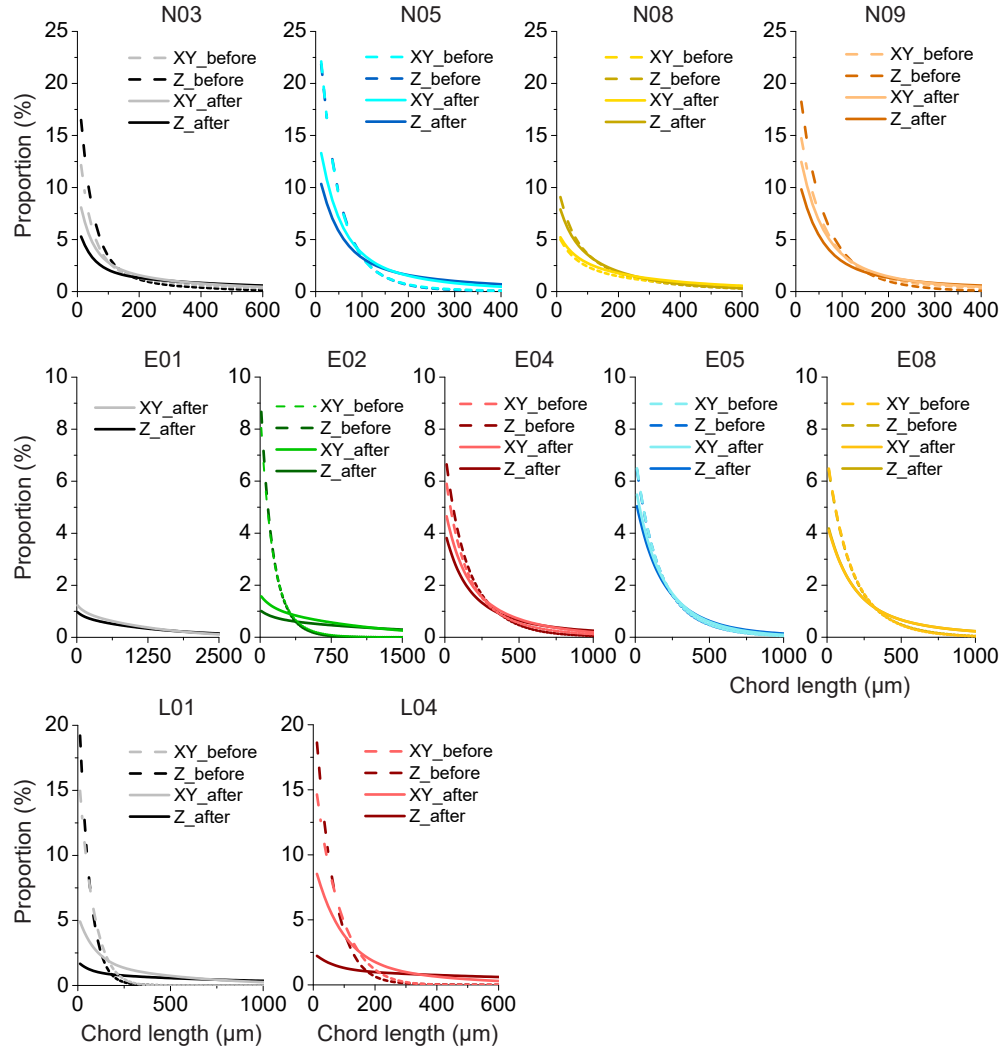 N03
N05
N08
N09
25
20
15
10
5
0
Proportion (%)
XY_before
Z_before
XY_after
Z_after
0 200 400 600
25
20
15
10
5
0
XY_before
Z_before
XY_after
Z_after
0 100 200 300 400
25
20
15
10
5
0
XY_before
Z_before
XY_after
Z_after
0 200 400 600
25
20
15
10
5
0
XY_before
Z_before
XY_after
Z_after
0 100 200 300 400
E01
E02
E04
E05
E08
10
8
6
4
2
0
Proportion (%)
XY_after
Z_after
0 1250 2500
10
8
6
4
2
0
XY_before
Z_before
XY_after
Z_after
0 750 1500
10
8
6
4
2
0
XY_before
Z_before
XY_after
Z_after
0 500 1000
10
8
6
4
2
0
XY_before
Z_before
XY_after
Z_after
0 500 1000
10
8
6
4
2
0
XY_before
Z_before
XY_after
Z_after
0 500 1000
Chord length (μm)
L01
L04
20
15
10
5
0
Proportion (%)
XY_before
Z_before
XY_after
Z_after
0 500 1000
Chord length (μm)
20
15
10
5
0
XY_before
Z_before
XY_after
Z_after
0 200 400 600
Chord length (μm)